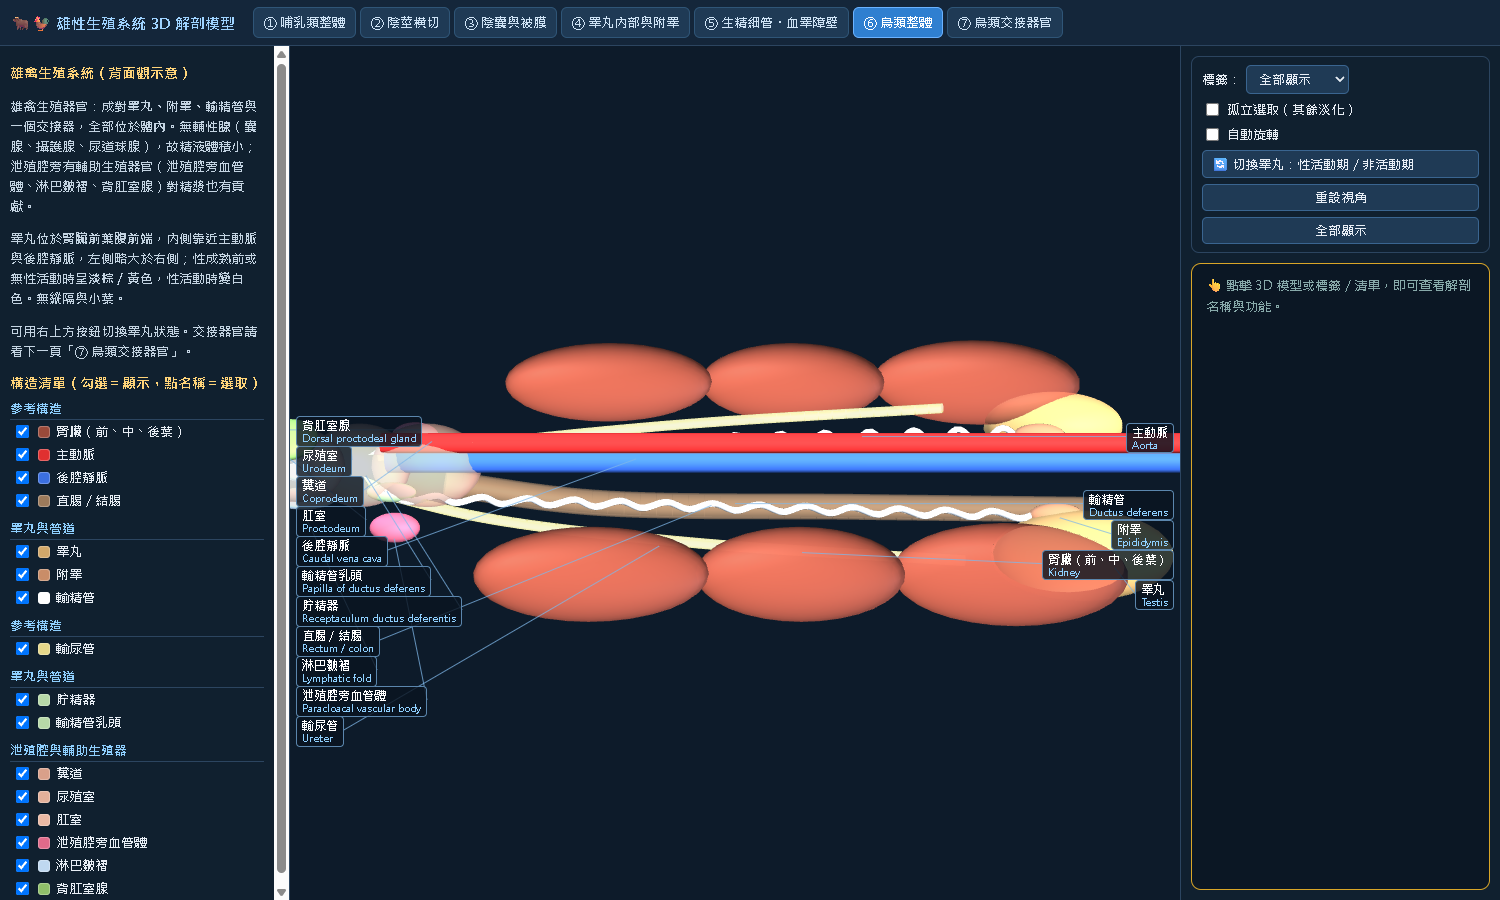 雄性生殖系統 3D 解剖模型
① 哺乳類整體
② 陰莖橫切
③ 陰囊與被膜
④ 睪丸內部與附睪
⑤ 生精細管・血睪障壁
⑥ 鳥類整體
⑦ 鳥類交接器官
雄禽生殖系統（背面觀示意）
雄禽生殖器官：成對睪丸、附睪、輸精管與
一個交接器，全部位於體內。無輔性腺（囊
腺、攝護腺、尿道球腺），故精液體積小；
泄殖腔旁有輔助生殖器官（泄殖腔旁血管
體、淋巴皺褶、背肛室腺）對精漿也有貢
獻。
睪丸位於腎臟前葉腹前端，內側靠近主動脈
與後腔靜脈，左側略大於右側；性成熟前或
無性活動時呈淡棕／黃色，性活動時變白
色。無縱隔與小葉。
可用右上方按鈕切換睪丸狀態。交接器官請
看下一頁「⑦ 鳥類交接器官」。
構造清單（勾選＝顯示，點名稱＝選取）
參考構造
腎臟（前、中、後葉）
主動脈
後腔靜脈
直腸 / 結腸
睪丸與管道
睪丸
附睪
輸精管
參考構造
輸尿管
睪丸與管道
貯精器
輸精管乳頭
泄殖腔與輔助生殖器
糞道
尿殖室
肛室
泄殖腔旁血管體
淋巴皺褶
背肛室腺
背肛室腺
Dorsal proctodeal gland
尿殖室
Urodeum
糞道
Coprodeum
肛室
Proctodeum
後腔靜脈
Caudal vena cava
輸精管乳頭
Papilla of ductus deferens
貯精器
Receptaculum ductus deferentis
直腸 / 結腸
Rectum / colon
淋巴皺褶
Lymphatic fold
泄殖腔旁血管體
Paracloacal vascular body
輸尿管
Ureter
主動脈
Aorta
輸精管
Ductus deferens
附睪
Epididymis
腎臟（前、中、後葉）
Kidney
睪丸
Testis
標籤：
全部顯示
孤立選取（其餘淡化）
自動旋轉
切換睪丸：性活動期 / 非活動期
重設視角
全部顯示
點擊 3D 模型或標籤 / 清單，即可查看解剖
名稱與功能。